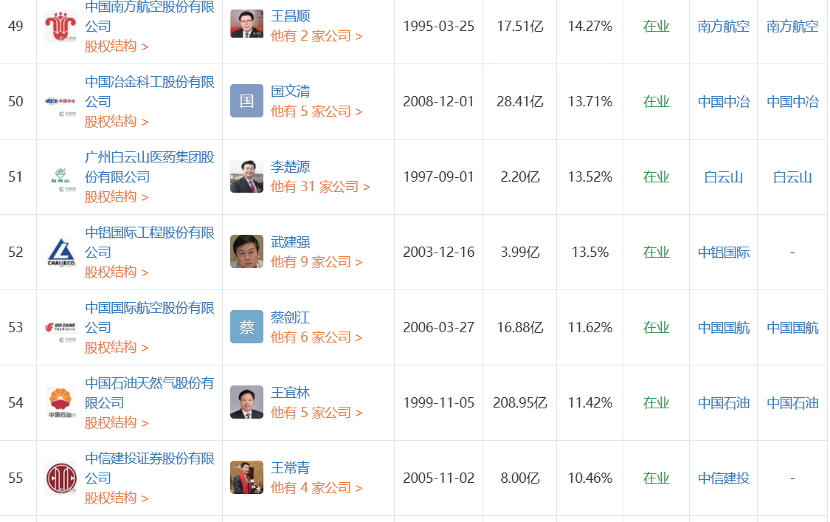 49
中国南方航空股份有限
公司
股权结构 >
王昌顺
他有 2 家公司 >
1995-03-25
17.51亿
14.27%
在业
南方航空
南方航空
50
中国冶金科工股份有限
公司
股权结构 >
国
国文清
他有 5 家公司 >
2008-12-01
28.41亿
13.71%
在业
中国中冶
中国中冶
51
广州白云山医药集团股
份有限公司
股权结构 >
李楚源
他有 31 家公司 >
1997-09-01
2.20亿
13.52%
在业
白云山
白云山
52
CHALIECO
中铝国际工程股份有限
公司
股权结构 >
武建强
他有 9 家公司 >
2003-12-16
3.99亿
13.5%
在业
中铝国际
-
53
中国国际航空股份有限
公司
股权结构 >
蔡
蔡剑江
他有 6 家公司 >
2006-03-27
16.88亿
11.62%
在业
中国国航
中国国航
54
中国石油
中国石油天然气股份有
限公司
股权结构 >
王宜林
他有 5 家公司 >
1999-11-05
208.95亿
11.42%
在业
中国石油
中国石油
55
中信建投证券股份有限
公司
股权结构 >
王常青
他有 4 家公司 >
2005-11-02
8.00亿
10.46%
在业
中信建投
-